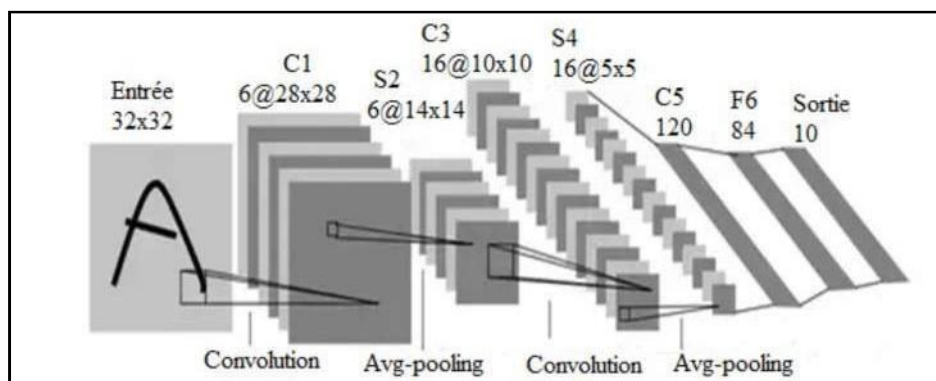 Entrée
32x32
C1
6@28x28
S2
6@14x14
C3
16@10x10
S4
16@5x5
C5
120
F6
84
Sortie
10
A
Convolution
Avg-pooling
Convolution
Avg-pooling